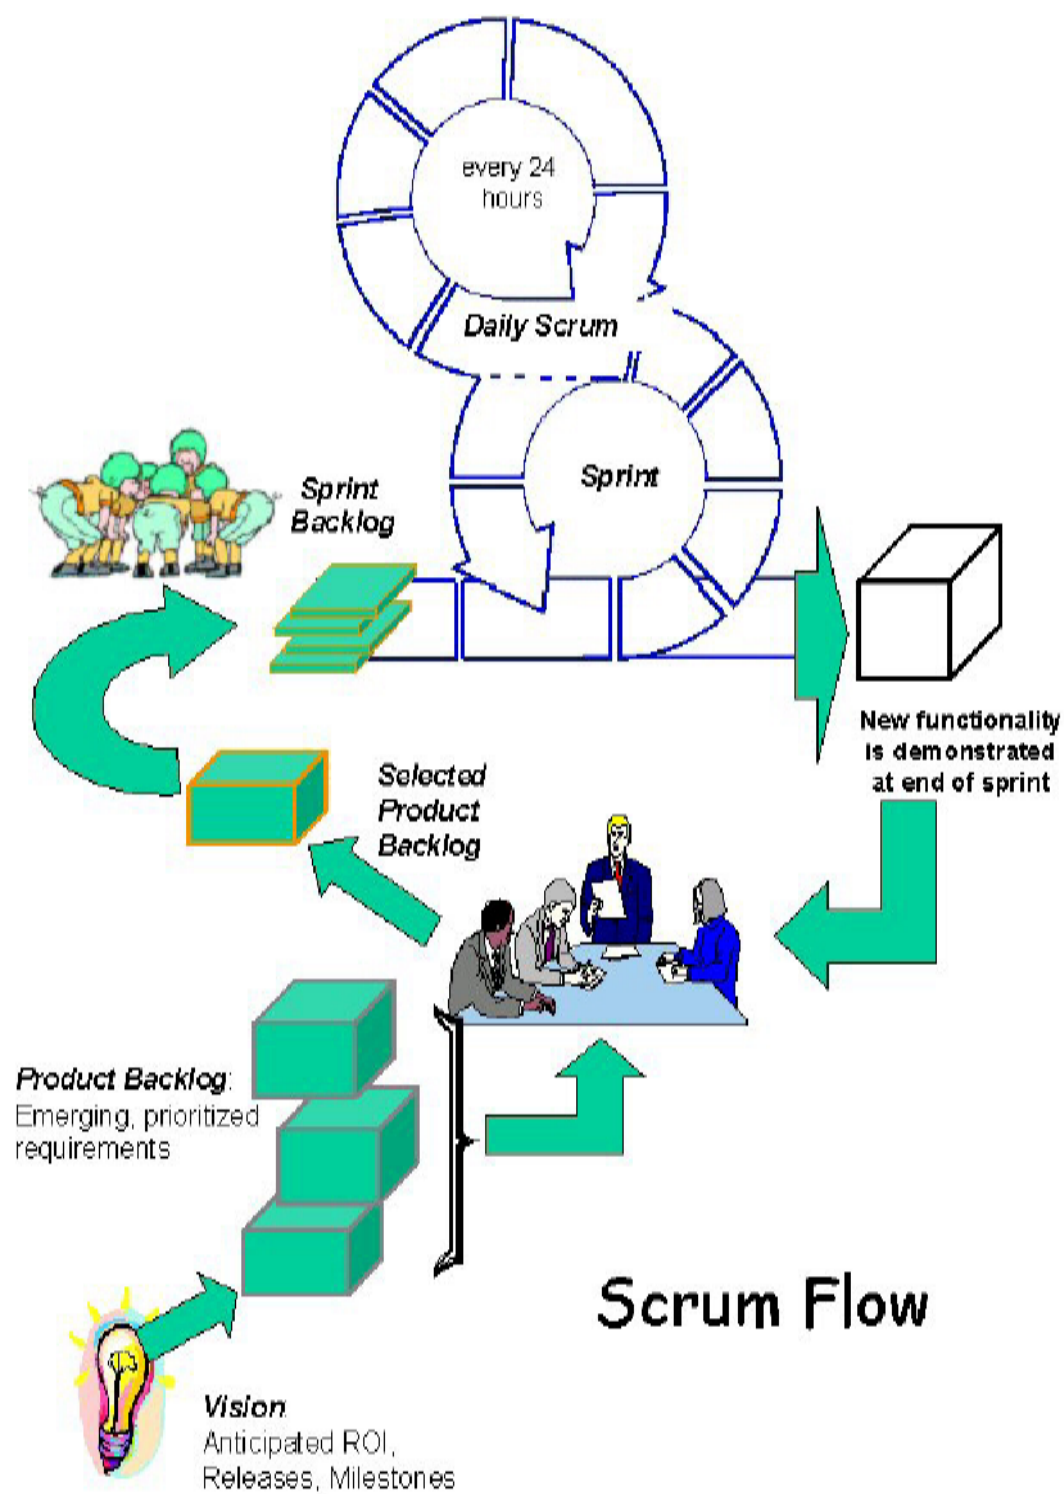 every 24
hours
Daily Scrum
Sprint
Sprint
Backlog
New functionality
is demonstrated
at end of sprint
Selected
Product
Backlog
Product Backlog:
Emerging, prioritized
requirements
Scrum Flow
Vision
Anticipated ROI,
Releases, Milestones